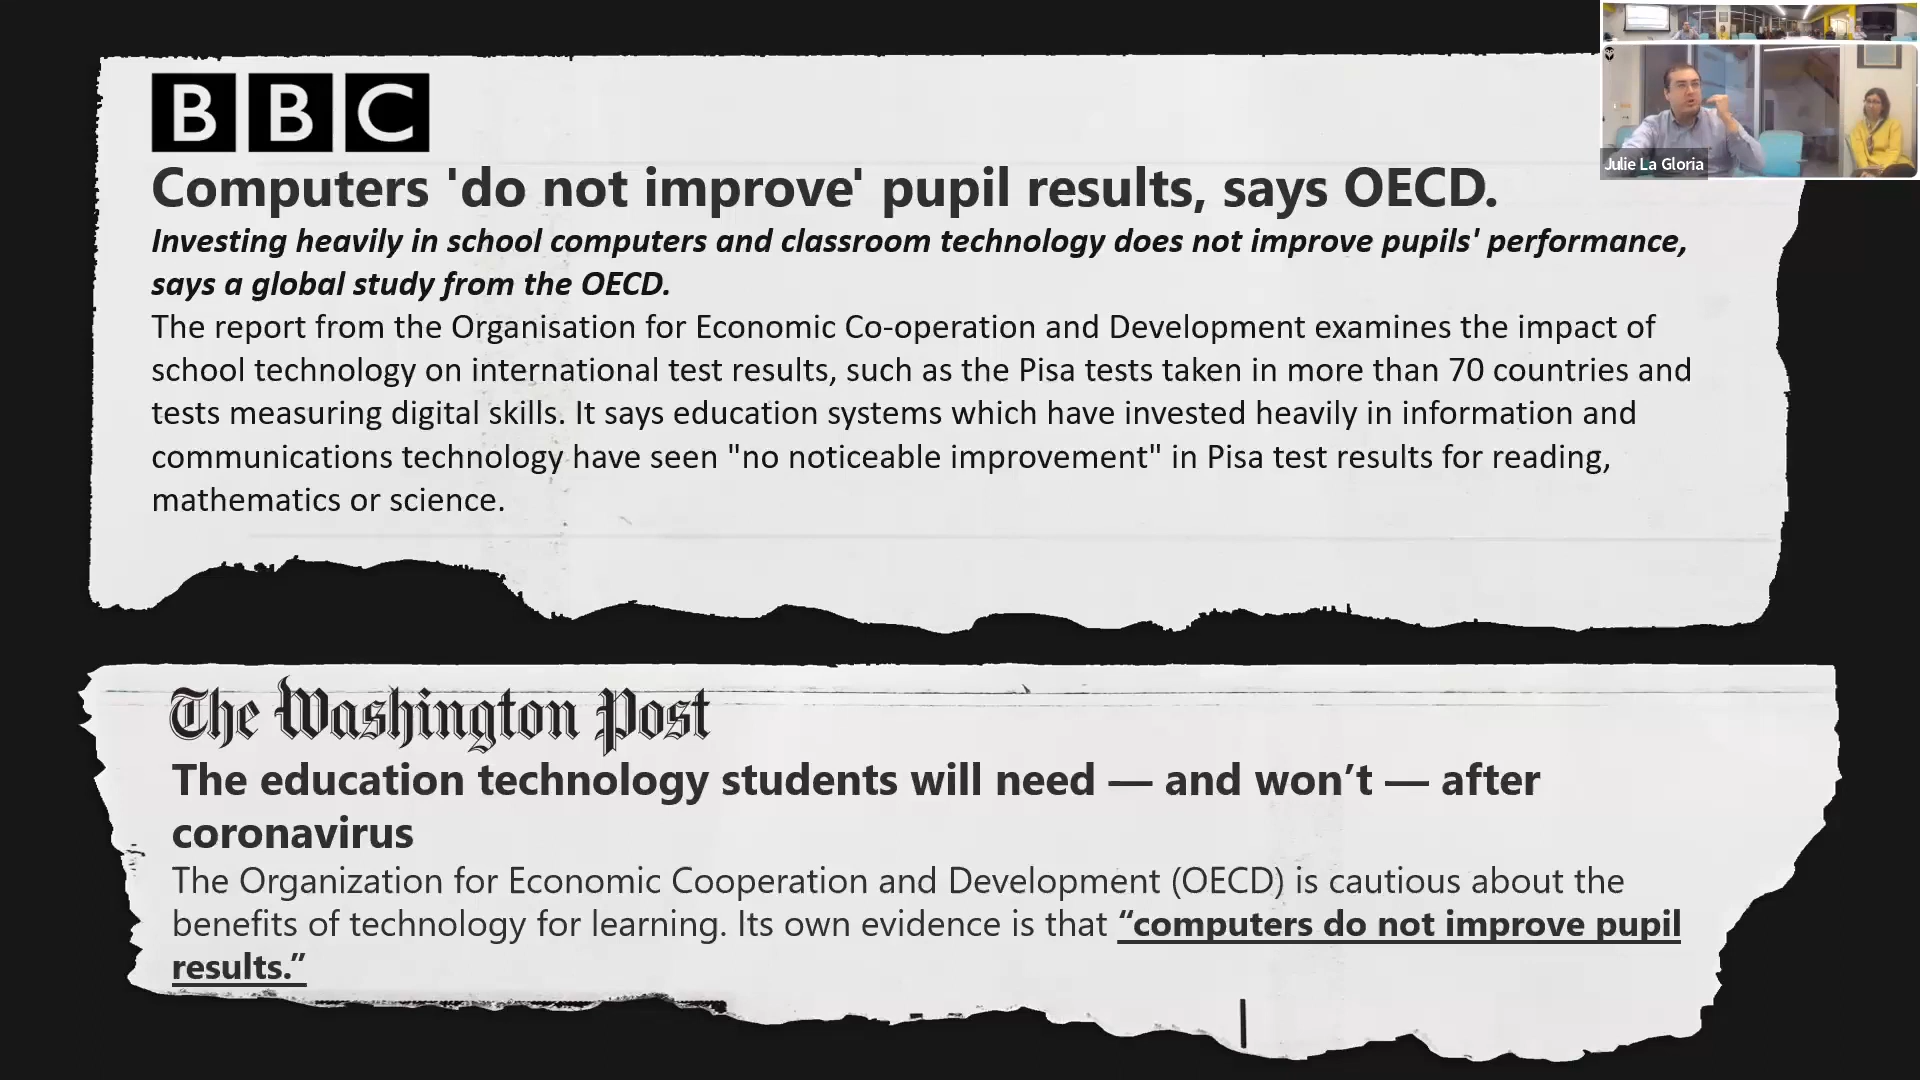 BBC
Computers 'do not improve' pupil results, says OECD.
Investing heavily in school computers and classroom technology does not improve pupils' performance,
says a global study from the OECD.
The report from the Organisation for Economic Co-operation and Development examines the impact of
school technology on international test results, such as the Pisa tests taken in more than 70 countries and
tests measuring digital skills. It says education systems which have invested heavily in information and
communications technology have seen "no noticeable improvement" in Pisa test results for reading,
mathematics or science.
Julie La Gloria
The Washington Post
The education technology students will need — and won’t — after
coronavirus
The Organization for Economic Cooperation and Development (OECD) is cautious about the
benefits of technology for learning. Its own evidence is that “computers do not improve pupil
results.”